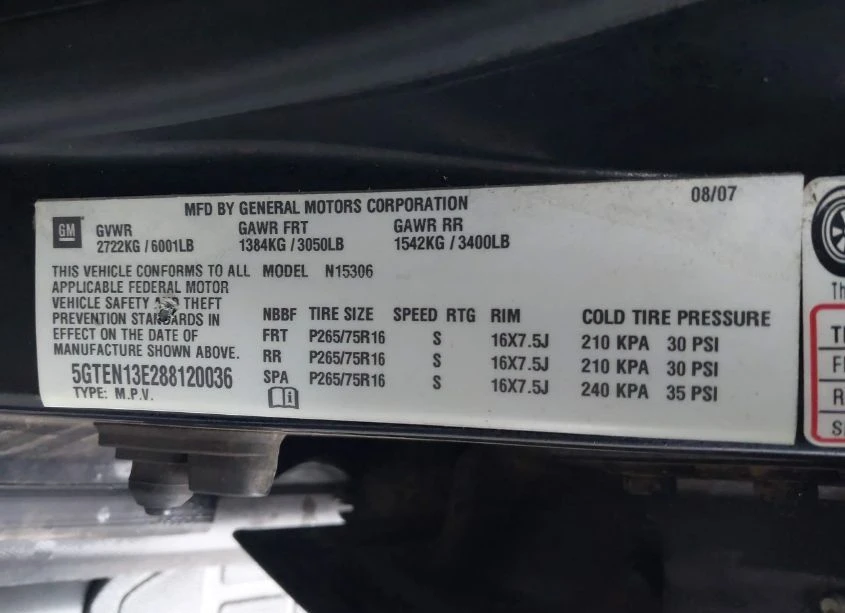 MFD BY GENERAL MOTORS CORPORATION 08/07
GM GVWR GAWR FRT GAWR RR
2722KG / 6001LB 1384KG / 3050LB 1542KG / 3400LB
THIS VEHICLE CONFORMS TO ALL MODEL N15306
APPLICABLE FEDERAL MOTOR
VEHICLE SAFETY THEFT
PREVENTION STANDARDS IN
EFFECT ON THE DATE OF
MANUFACTURE SHOWN ABOVE.
5GTEN13E288120036
TYPE: M.P.V.
NBBF TIRE SIZE SPEED RTG RIM COLD TIRE PRESSURE
FRT P265/75R16 S 16X7.5J 210 KPA 30 PSI
RR P265/75R16 S 16X7.5J 210 KPA 30 PSI
SPA P265/75R16 S 16X7.5J 240 KPA 35 PSI